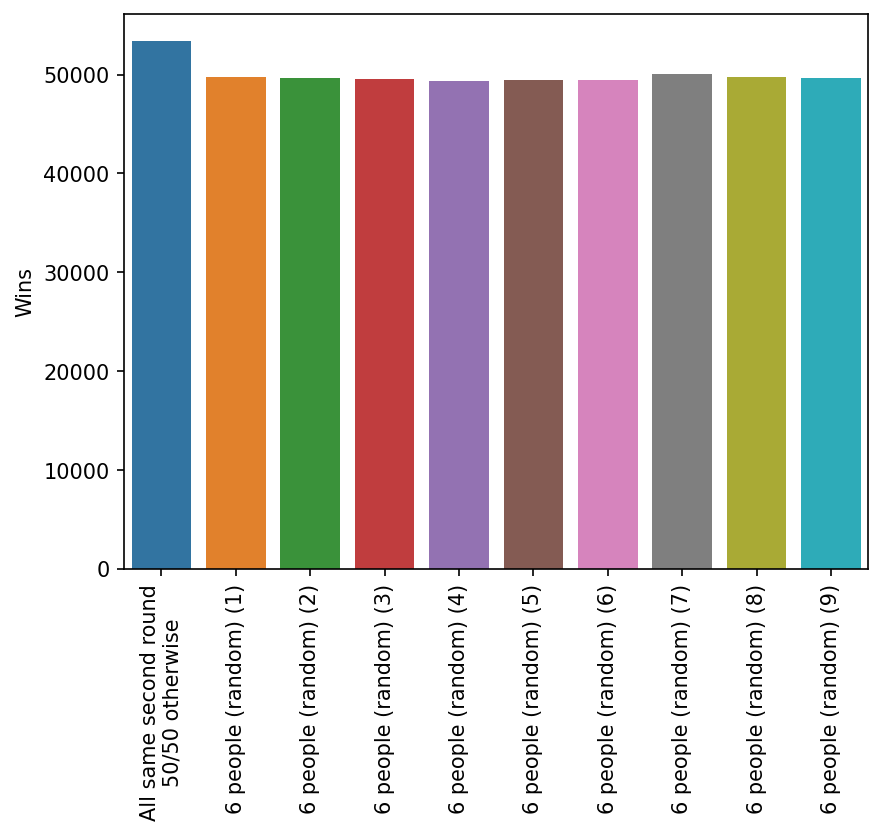 Wins
50000
40000
30000
20000
10000
0
All same second round
50/50 otherwise
6 people (random) (1)
6 people (random) (2)
6 people (random) (3)
6 people (random) (4)
6 people (random) (5)
6 people (random) (6)
6 people (random) (7)
6 people (random) (8)
6 people (random) (9)